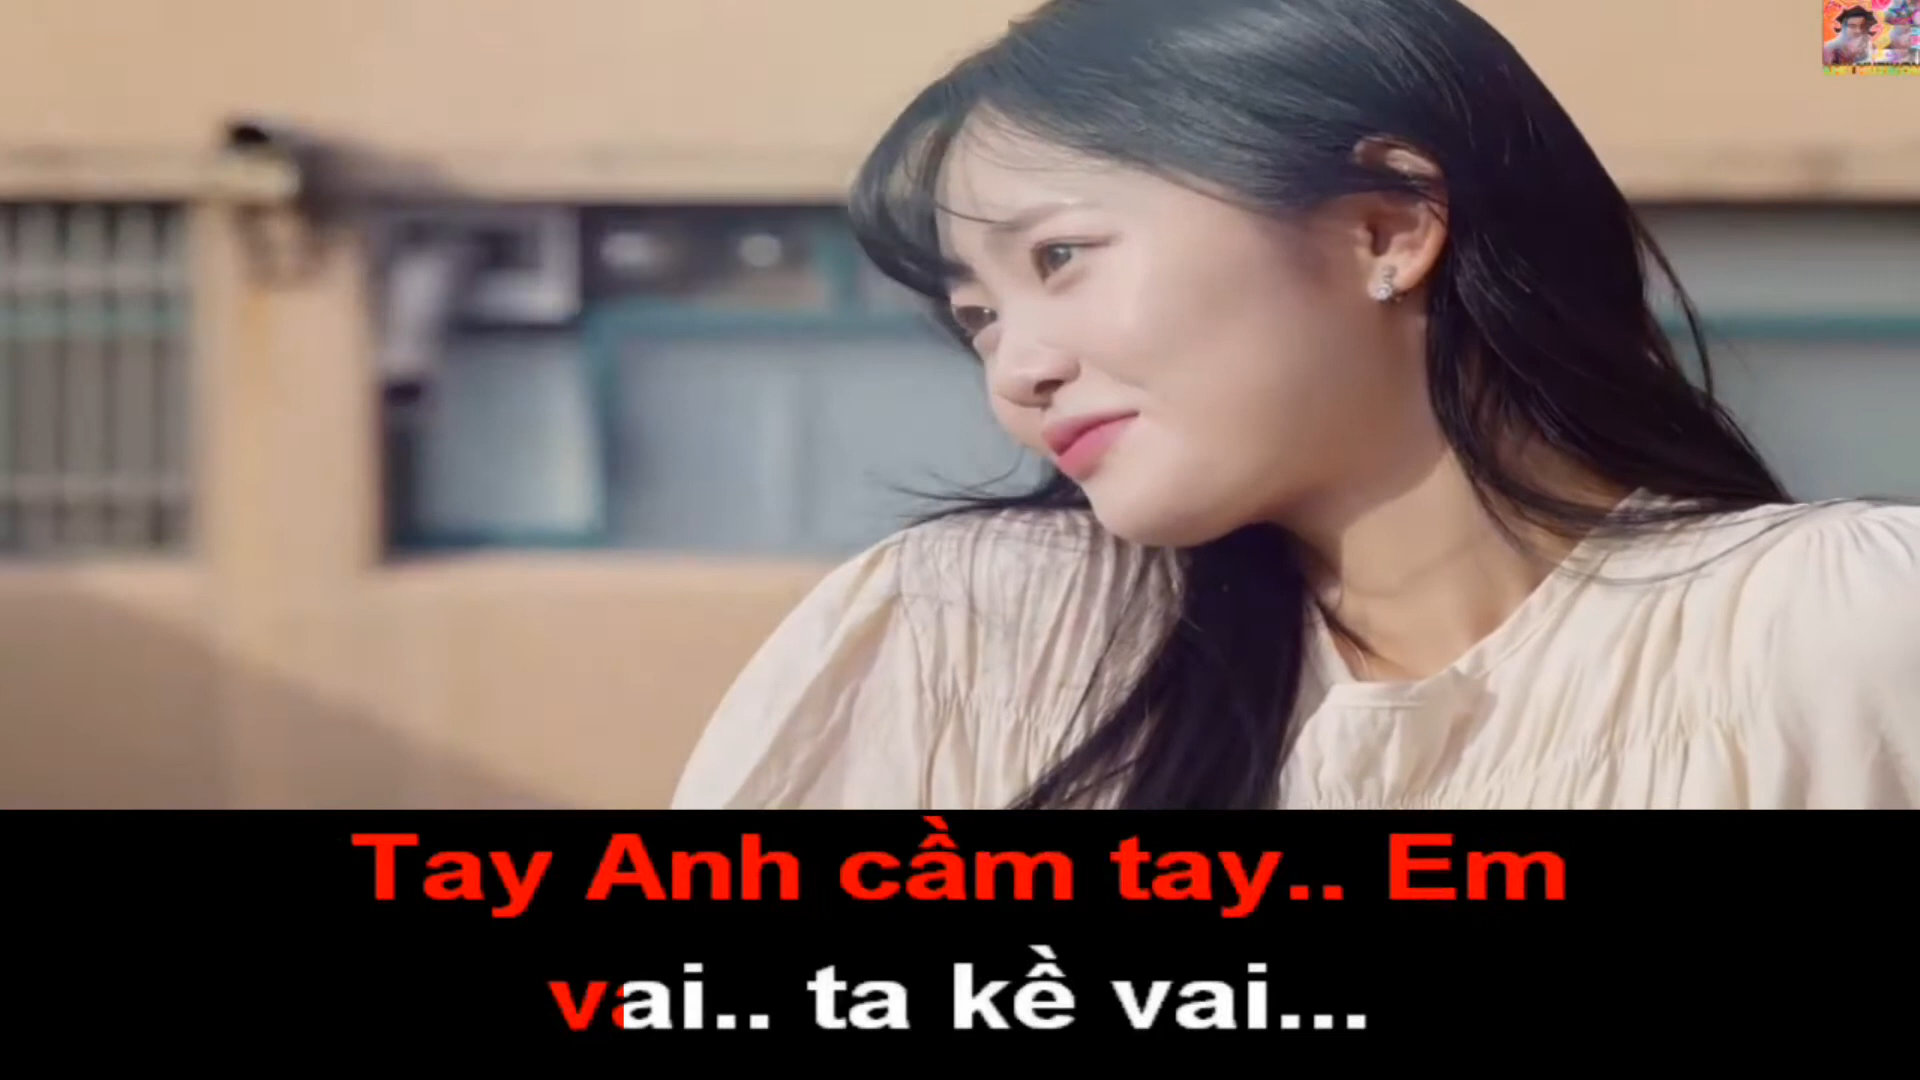 Tay Anh cầm tay.. Em
vai.. ta kề vai...